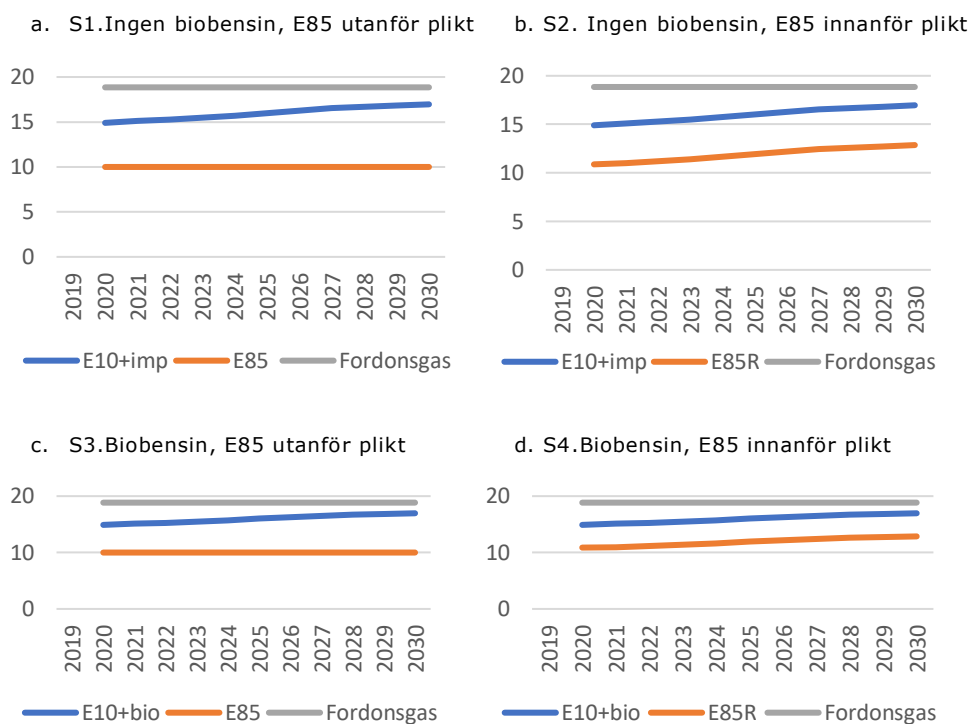 a. S1.Ingen biobensin, E85 utanför plikt
20
15
10
5
0
2019 2020 2021 2022 2023 2024 2025 2026 2027 2028 2029 2030
E10+imp E85 Fordonsgas
b. S2. Ingen biobensin, E85 innanför plikt
20
15
10
5
0
2019 2020 2021 2022 2023 2024 2025 2026 2027 2028 2029 2030
E10+imp E85R Fordonsgas
c. S3.Biobensin, E85 utanför plikt
20
10
0
2019 2020 2021 2022 2023 2024 2025 2026 2027 2028 2029 2030
E10+bio E85 Fordonsgas
d. S4.Biobensin, E85 innanför plikt
20
10
0
2019 2020 2021 2022 2023 2024 2025 2026 2027 2028 2029 2030
E10+bio E85R Fordonsgas